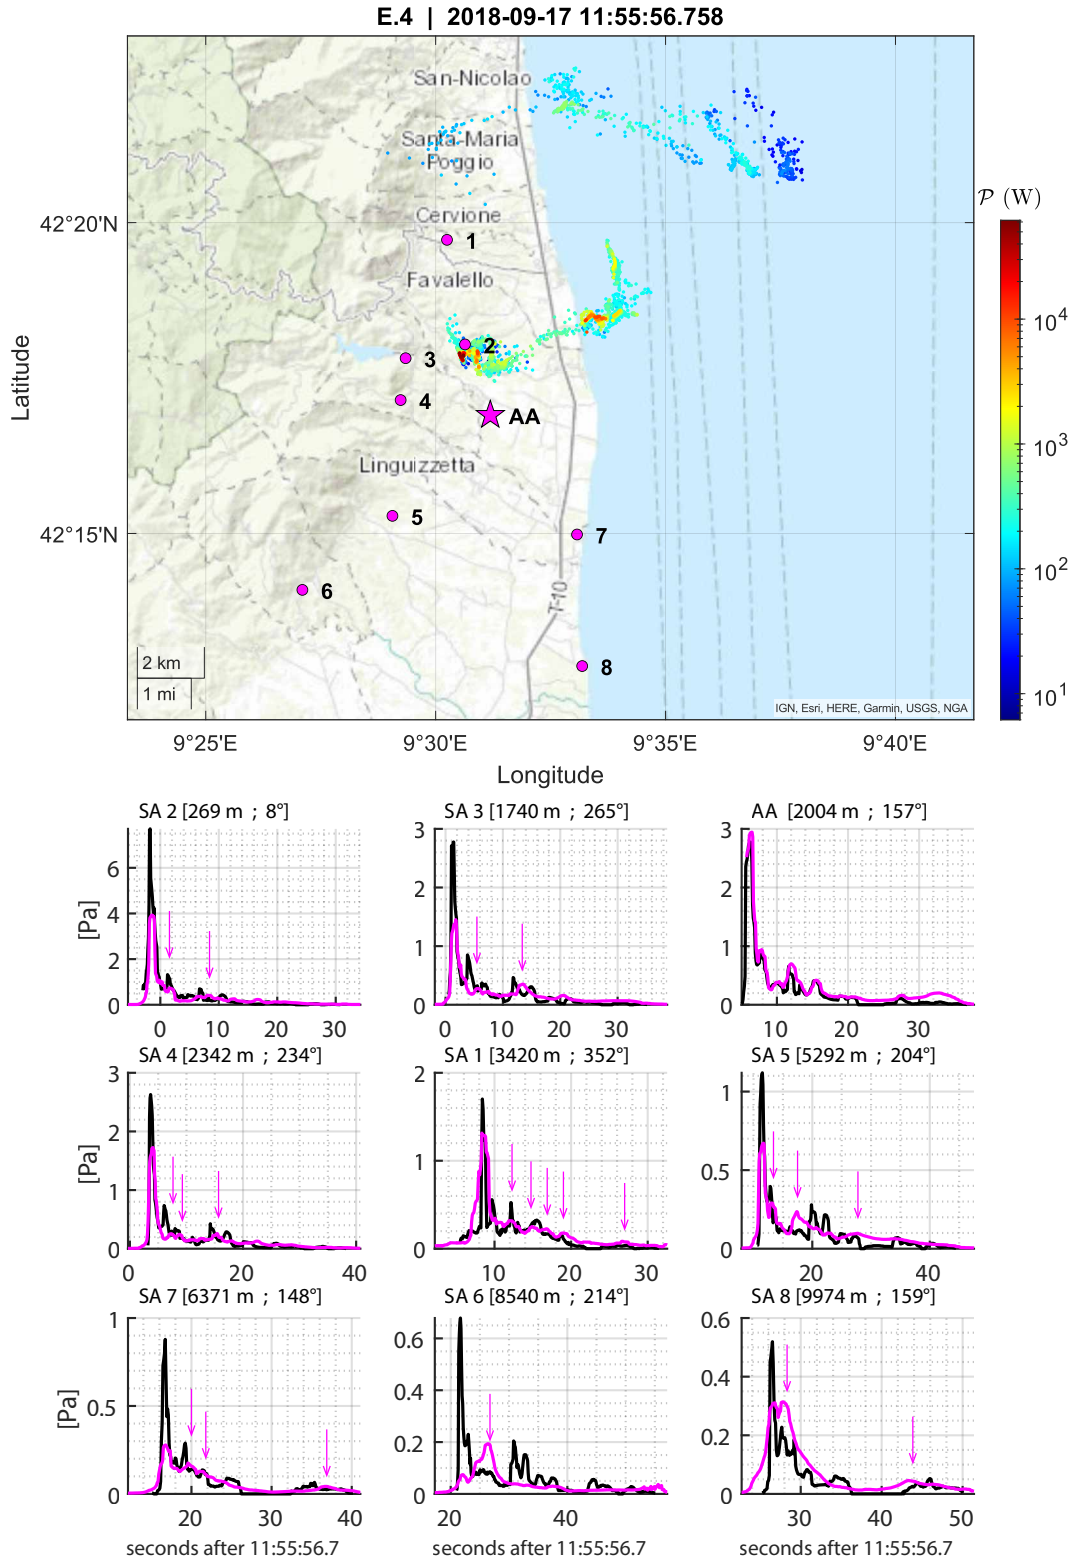 E.4 | 2018-09-17 11:55:56.758
San-Nicolao
Santa-Maria
Poggio
𝒫 (W)
42°20'N
Cervione
1
Favalello
10⁴
2
3
4
AA
10³
Latitude
Linguizzetta
5
42°15'N
7
10²
6
T-10
8
2 km
1 mi
10¹
IGN, Esri, HERE, Garmin, USGS, NGA
9°25'E 9°30'E 9°35'E 9°40'E
Longitude
SA 2 [269 m ; 8°] SA 3 [1740 m ; 265°] AA [2004 m ; 157°]
3 3
6
4 2 2
[Pa]
2 1 1
0 0 0
0 10 20 30 0 10 20 30 10 20 30
SA 4 [2342 m ; 234°] SA 1 [3420 m ; 352°] SA 5 [5292 m ; 204°]
3 2
1
2
[Pa]
1 0.5
1
0 0 0
0 20 40 10 20 30 20 40
SA 7 [6371 m ; 148°] SA 6 [8540 m ; 214°] SA 8 [9974 m ; 159°]
1 0.6
0.6
0.4 0.4
[Pa]
0.5
0.2 0.2
0 0 0
20 30 40 20 40 30 40 50
seconds after 11:55:56.7 seconds after 11:55:56.7 seconds after 11:55:56.7